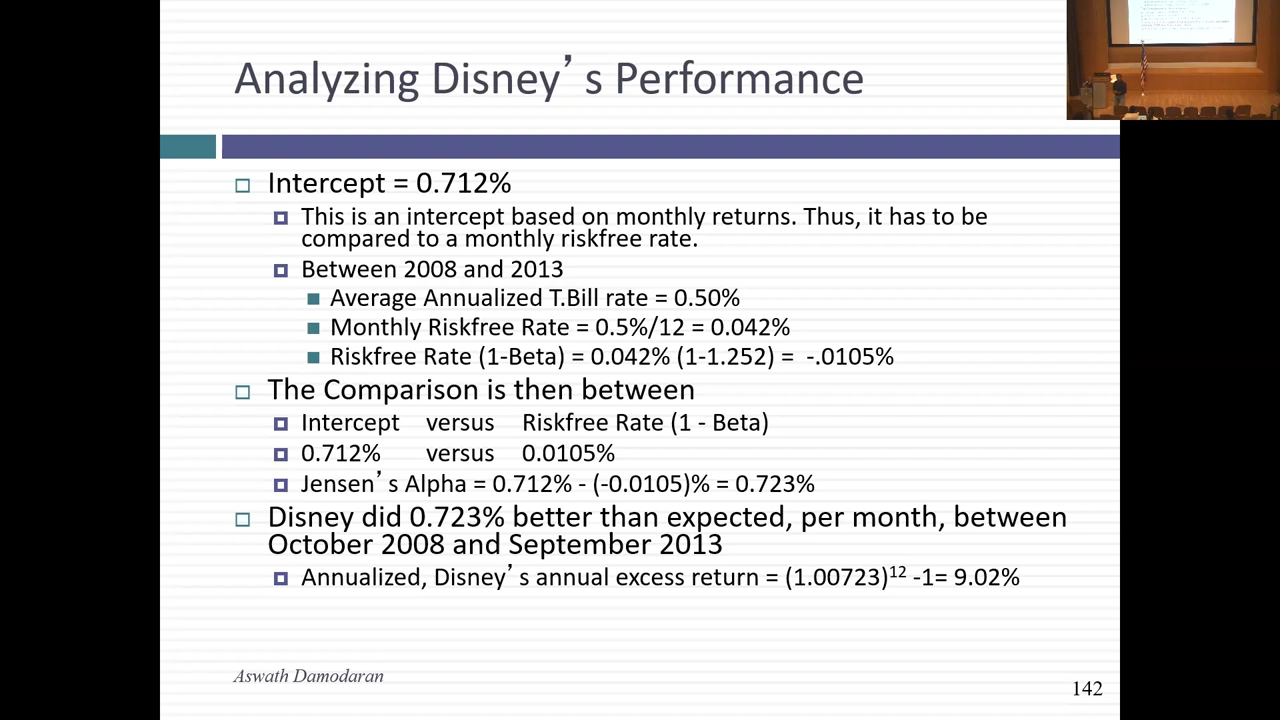 Analyzing Disney’s Performance
Intercept = 0.712%
This is an intercept based on monthly returns. Thus, it has to be
compared to a monthly riskfree rate.
Between 2008 and 2013
Average Annualized T.Bill rate = 0.50%
Monthly Riskfree Rate = 0.5%/12 = 0.042%
Riskfree Rate (1-Beta) = 0.042% (1-1.252) = -.0105%
The Comparison is then between
Intercept versus Riskfree Rate (1 - Beta)
0.712% versus 0.0105%
Jensen’s Alpha = 0.712% - (-0.0105)% = 0.723%
Disney did 0.723% better than expected, per month, between
October 2008 and September 2013
Annualized, Disney’s annual excess return = (1.00723)¹² -1= 9.02%
Aswath Damodaran
142